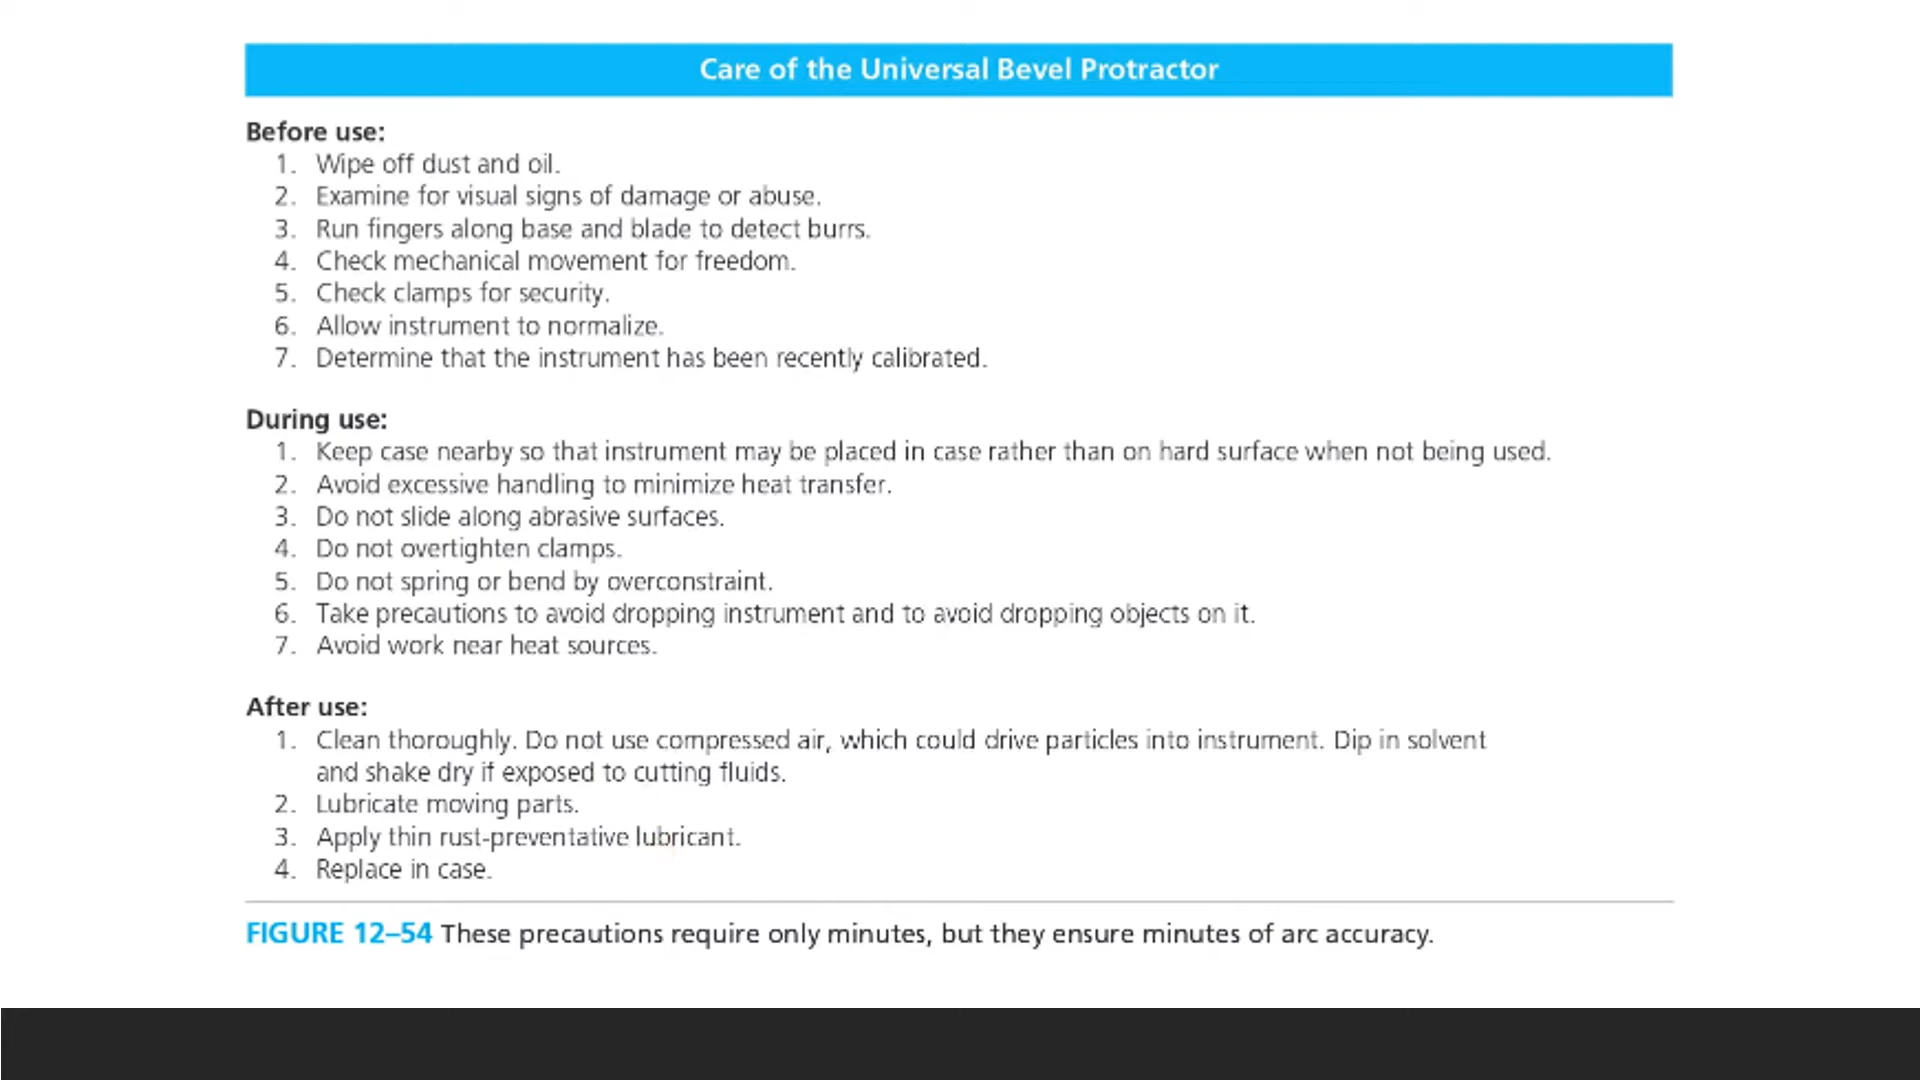 Care of the Universal Bevel Protractor
Before use:
1. Wipe off dust and oil.
2. Examine for visual signs of damage or abuse.
3. Run fingers along base and blade to detect burrs.
4. Check mechanical movement for freedom.
5. Check clamps for security.
6. Allow instrument to normalize.
7. Determine that the instrument has been recently calibrated.
During use:
1. Keep case nearby so that instrument may be placed in case rather than on hard surface when not being used.
2. Avoid excessive handling to minimize heat transfer.
3. Do not slide along abrasive surfaces.
4. Do not overtighten clamps.
5. Do not spring or bend by overconstraint.
6. Take precautions to avoid dropping instrument and to avoid dropping objects on it.
7. Avoid work near heat sources.
After use:
1. Clean thoroughly. Do not use compressed air, which could drive particles into instrument. Dip in solvent
and shake dry if exposed to cutting fluids.
2. Lubricate moving parts.
3. Apply thin rust-preventative lubricant.
4. Replace in case.
FIGURE 12–54 These precautions require only minutes, but they ensure minutes of arc accuracy.